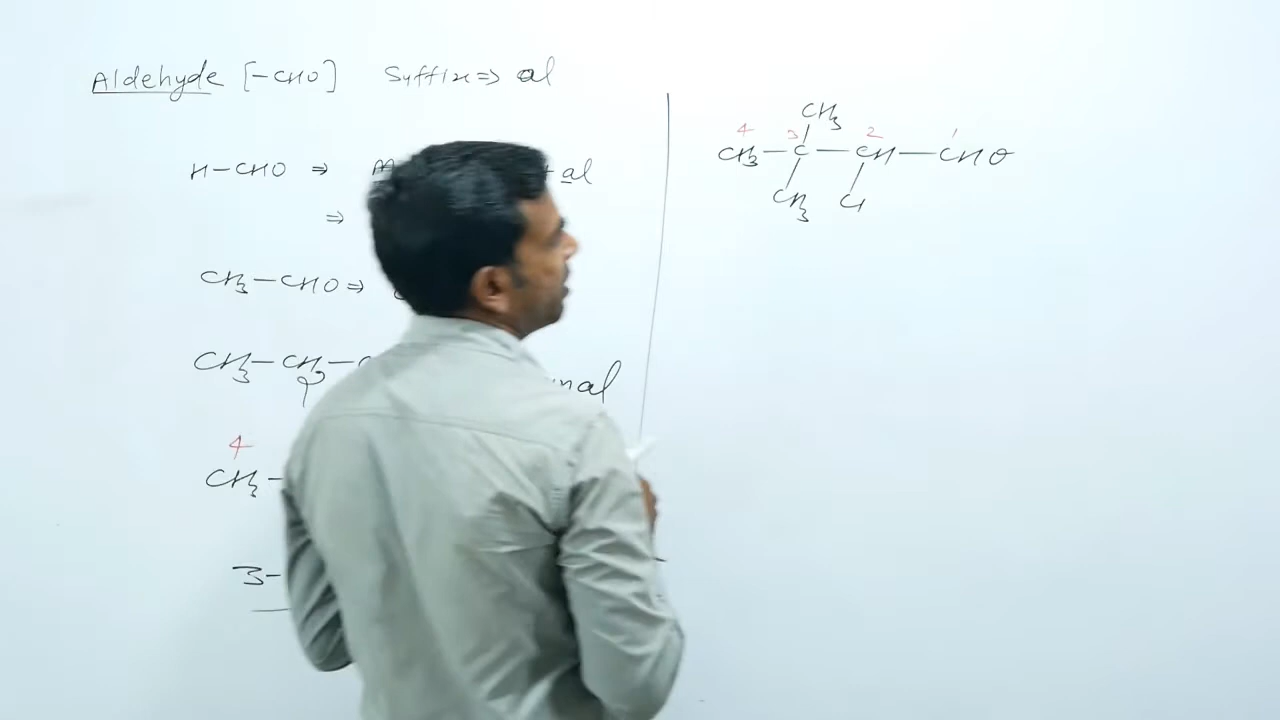 Aldehyde [-CHO] Suffix ⇒ al
H-CHO ⇒ al
⇒
CH3-CHO ⇒
CH3-CH2-
nal
4
CH3-
3-
CH3
4 3 2 1
CH3-C-CH-CHO
CH3 Cl